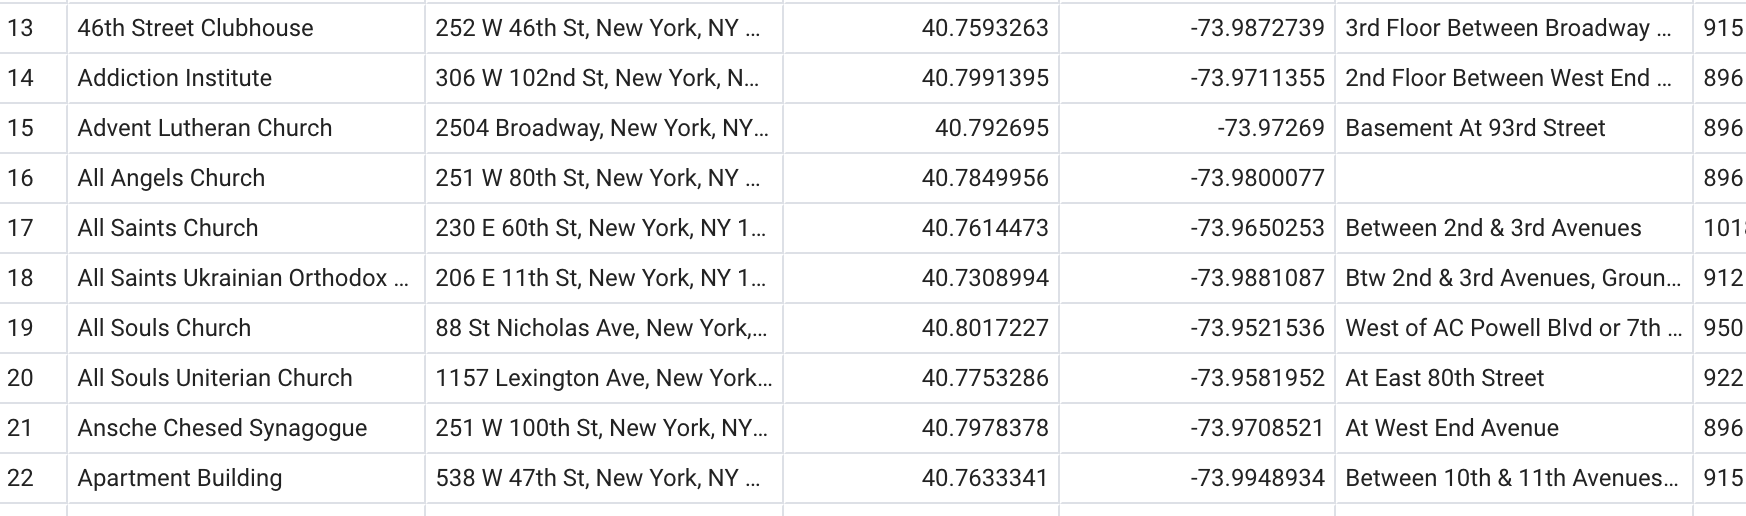 13 46th Street Clubhouse 252 W 46th St, New York, NY ... 40.7593263 -73.9872739 3rd Floor Between Broadway ... 915
14 Addiction Institute 306 W 102nd St, New York, N... 40.7991395 -73.9711355 2nd Floor Between West End ... 896
15 Advent Lutheran Church 2504 Broadway, New York, NY... 40.792695 -73.97269 Basement At 93rd Street 896
16 All Angels Church 251 W 80th St, New York, NY ... 40.7849956 -73.9800077 896
17 All Saints Church 230 E 60th St, New York, NY 1... 40.7614473 -73.9650253 Between 2nd & 3rd Avenues 1018
18 All Saints Ukrainian Orthodox ... 206 E 11th St, New York, NY 1... 40.7308994 -73.9881087 Btw 2nd & 3rd Avenues, Groun... 912
19 All Souls Church 88 St Nicholas Ave, New York,... 40.8017227 -73.9521536 West of AC Powell Blvd or 7th ... 950
20 All Souls Uniterian Church 1157 Lexington Ave, New York... 40.7753286 -73.9581952 At East 80th Street 922
21 Ansche Chesed Synagogue 251 W 100th St, New York, NY... 40.7978378 -73.9708521 At West End Avenue 896
22 Apartment Building 538 W 47th St, New York, NY ... 40.7633341 -73.9948934 Between 10th & 11th Avenues... 915